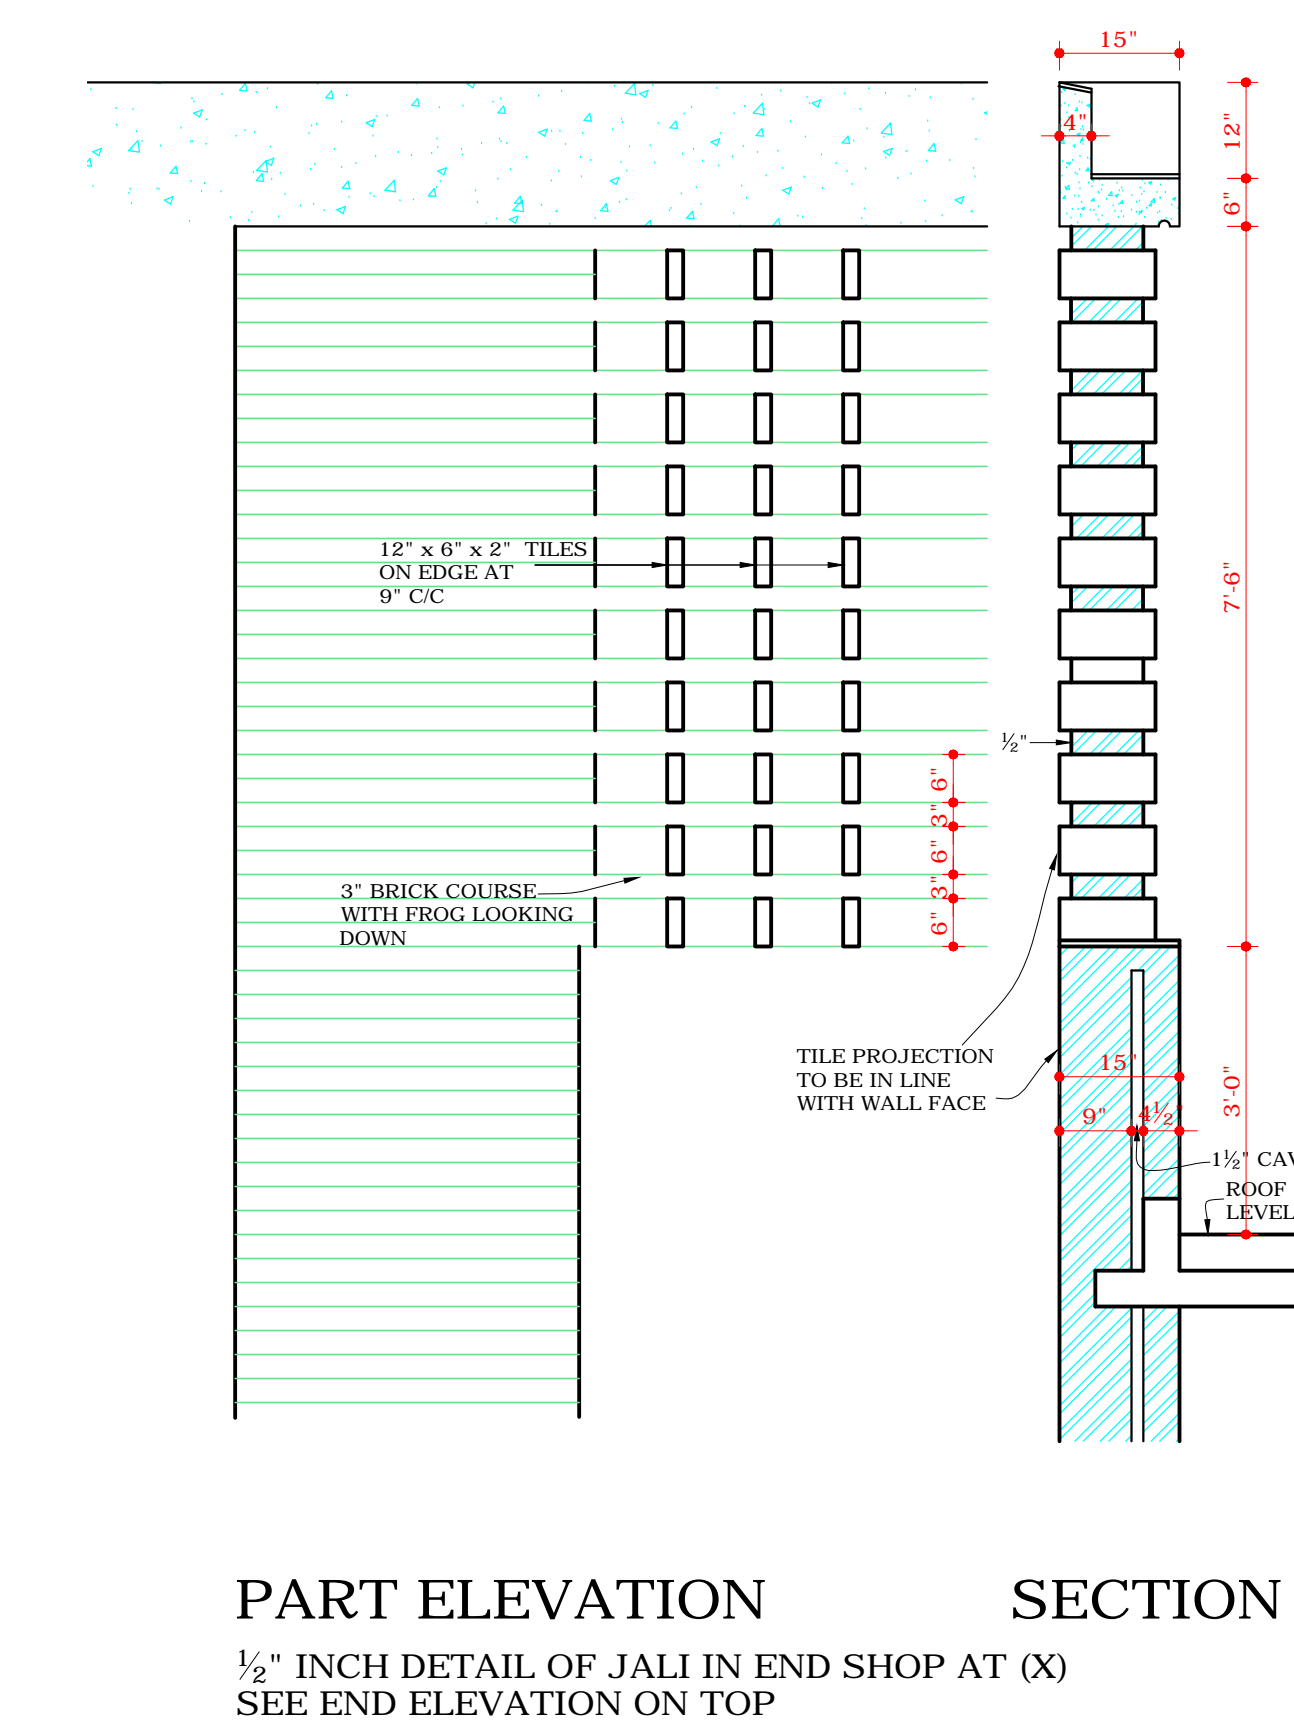 15"
4"
12"
6"
12" x 6" x 2" TILES
ON EDGE AT
9" C/C
7'-6"
½"
6"
3"
6"
3"
6"
3" BRICK COURSE
WITH FROG LOOKING
DOWN
TILE PROJECTION
TO BE IN LINE
WITH WALL FACE
15"
9"
4½"
3'-0"
1½" CAV
ROOF
LEVEL
PART ELEVATION
SECTION
½" INCH DETAIL OF JALI IN END SHOP AT (X)
SEE END ELEVATION ON TOP